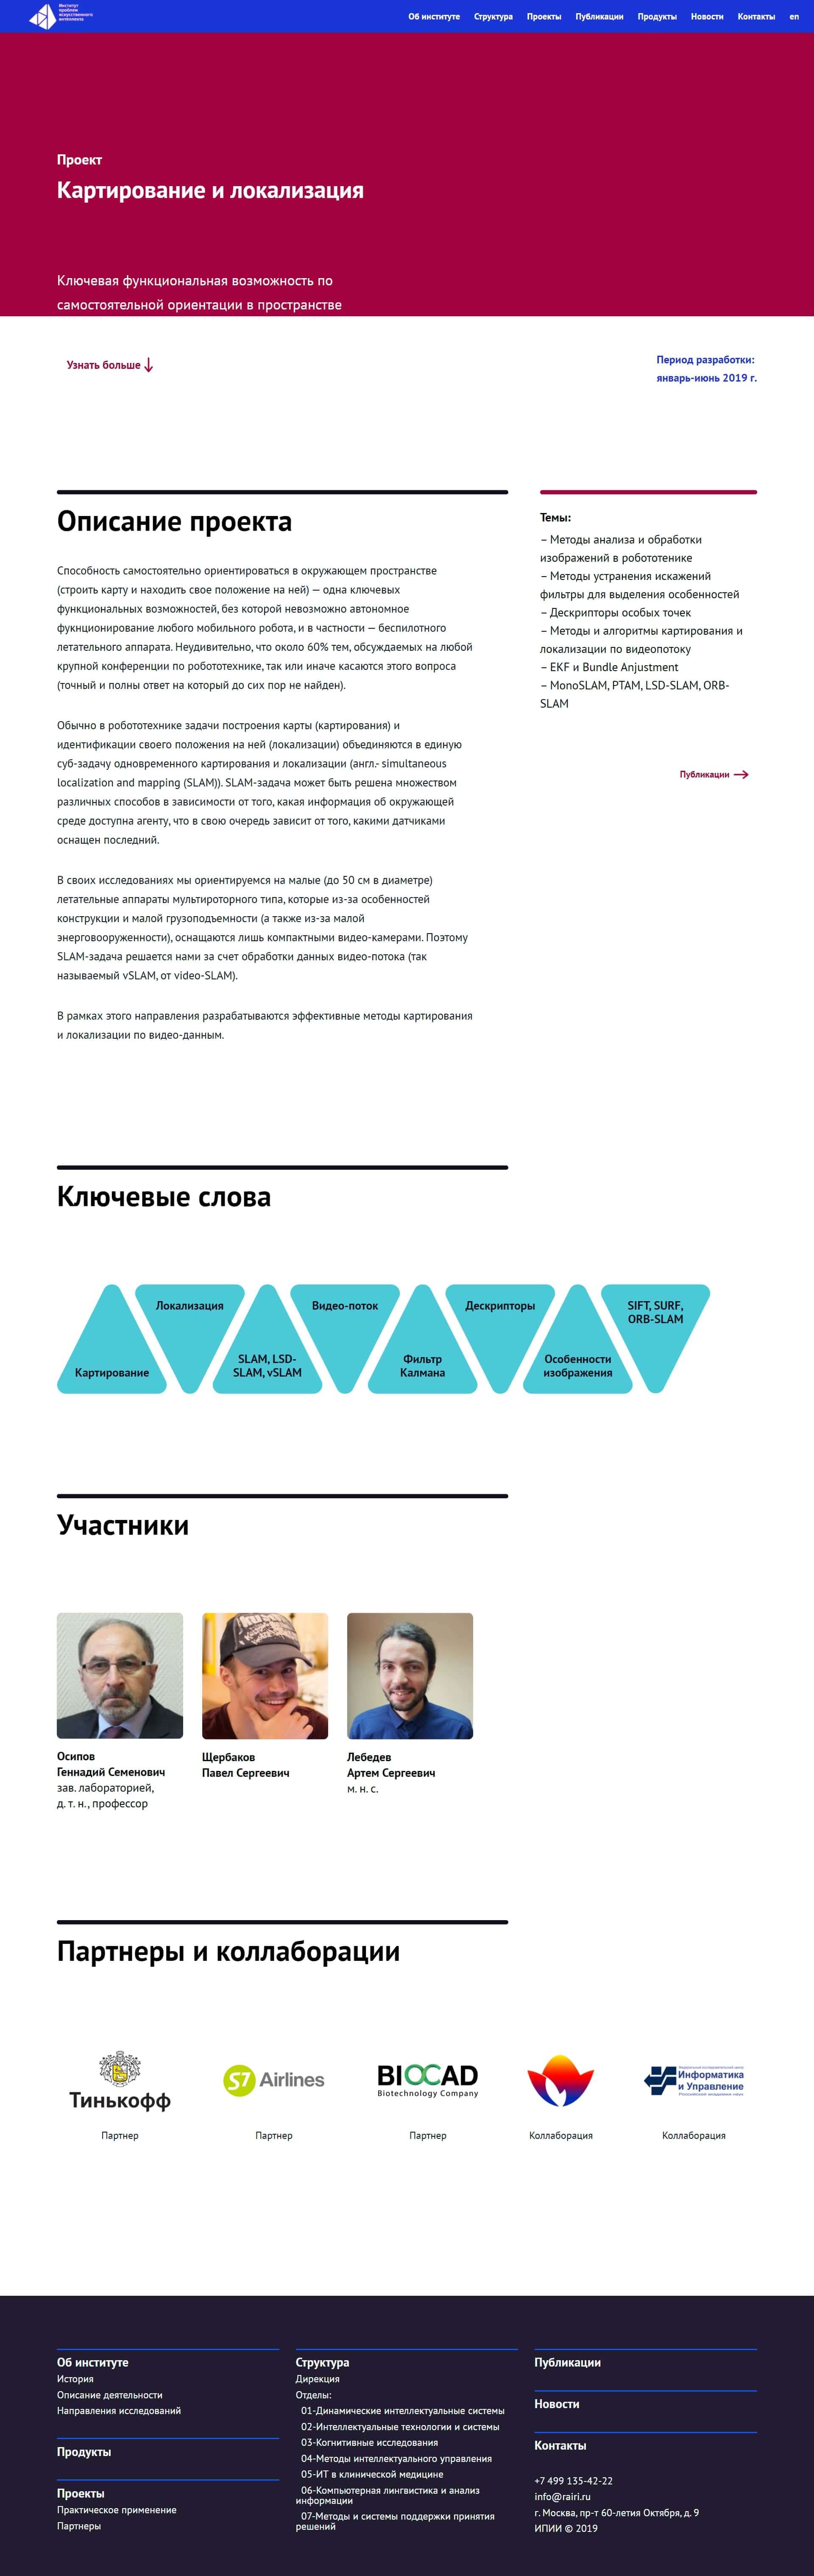 Институт
проблем
искусственного
интеллекта
Об институте Структура Проекты Публикации Продукты Новости Контакты en
Проект
Картирование и локализация
Ключевая функциональная возможность по
самостоятельной ориентации в пространстве
Узнать больше
Период разработки:
январь-июнь 2019 г.
Описание проекта
Способность самостоятельно ориентироваться в окружающем пространстве
(строить карту и находить свое положение на ней) — одна ключевых
функциональных возможностей, без которой невозможно автономное
фукнционирование любого мобильного робота, и в частности — беспилотного
летательного аппарата. Неудивительно, что около 60% тем, обсуждаемых на любой
крупной конференции по робототехнике, так или иначе касаются этого вопроса
(точный и полны ответ на который до сих пор не найден).
Обычно в робототехнике задачи построения карты (картирования) и
идентификации своего положения на ней (локализации) объединяются в единую
суб-задачу одновременного картирования и локализации (англ.- simultaneous
localization and mapping (SLAM)). SLAM-задача может быть решена множеством
различных способов в зависимости от того, какая информация об окружающей
среде доступна агенту, что в свою очередь зависит от того, какими датчиками
оснащен последний.
В своих исследованиях мы ориентируемся на малые (до 50 см в диаметре)
летательные аппараты мультироторного типа, которые из-за особенностей
конструкции и малой грузоподъемности (а также из-за малой
энерговооруженности), оснащаются лишь компактными видео-камерами. Поэтому
SLAM-задача решается нами за счет обработки данных видео-потока (так
называемый vSLAM, от video-SLAM).
В рамках этого направления разрабатываются эффективные методы картирования
и локализации по видео-данным.
Темы:
– Методы анализа и обработки
изображений в робототенике
– Методы устранения искажений
фильтры для выделения особенностей
– Дескрипторы особых точек
– Методы и алгоритмы картирования и
локализации по видеопотоку
– EKF и Bundle Anjustment
– MonoSLAM, PTAM, LSD-SLAM, ORB-
SLAM
Публикации
Ключевые слова
Картирование
Локализация
SLAM, LSD-
SLAM, vSLAM
Видео-поток
Фильтр
Калмана
Дескрипторы
Особенности
изображения
SIFT, SURF,
ORB-SLAM
Участники
Осипов
Геннадий Семенович
зав. лабораторией,
д. т. н., профессор
Щербаков
Павел Сергеевич
Лебедев
Артем Сергеевич
м. н. с.
Партнеры и коллаборации
Тинькофф
Партнер
S7 Airlines
Партнер
BIOCAD
Biotechnology Company
Партнер
Коллаборация
Федеральный исследовательский центр
Информатика
и Управление
Российской академии наук
Коллаборация
Об институте
История
Описание деятельности
Направления исследований
Продукты
Проекты
Практическое применение
Партнеры
Структура
Дирекция
Отделы:
01-Динамические интеллектуальные системы
02-Интеллектуальные технологии и системы
03-Когнитивные исследования
04-Методы интеллектуального управления
05-ИТ в клинической медицине
06-Компьютерная лингвистика и анализ
информации
07-Методы и системы поддержки принятия
решений
Публикации
Новости
Контакты
+7 499 135-42-22
info@rairi.ru
г. Москва, пр-т 60-летия Октября, д. 9
ИПИИ © 2019